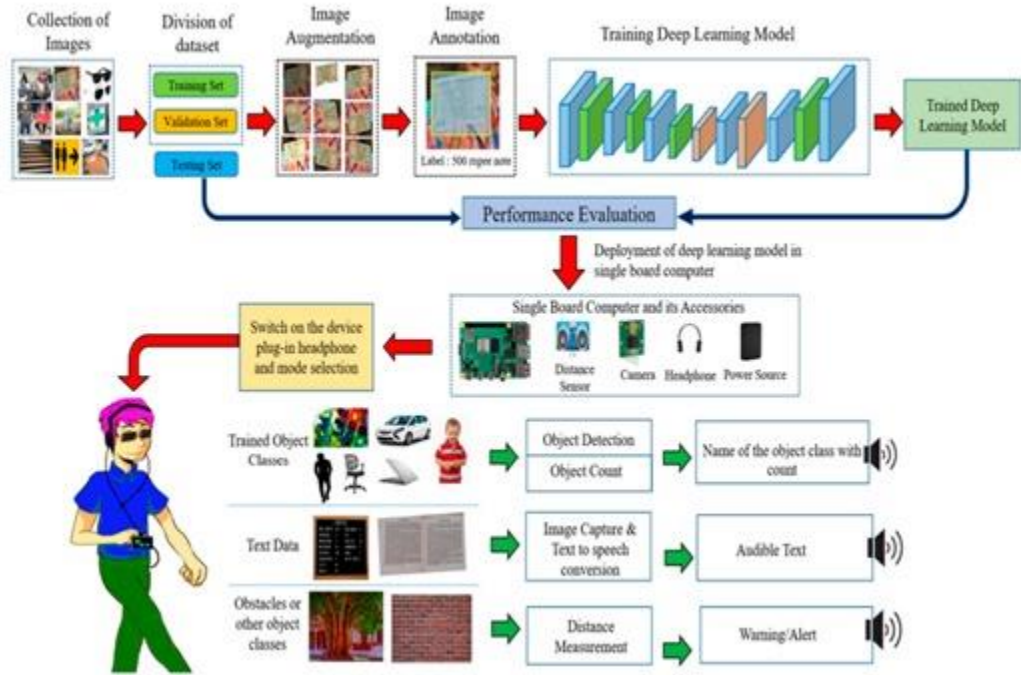 Collection of
Images
Division of
dataset
Image
Augmentation
Image
Annotation
Training Deep Learning Model
Training Set
Validation Set
Testing Set
Label : 500 rupee note
Trained Deep
Learning Model
Performance Evaluation
Deployment of deep learning model in
single board computer
Single Board Computer and its Accessories
Distance
Sensor
Camera
Headphone
Power Source
Switch on the device
plug-in headphone
and mode selection
Trained Object
Classes
Object Detection
Object Count
Name of the object class with
count
Text Data
Image Capture &
Text to speech
conversion
Audible Text
Obstacles or
other object
classes
Distance
Measurement
Warning/Alert